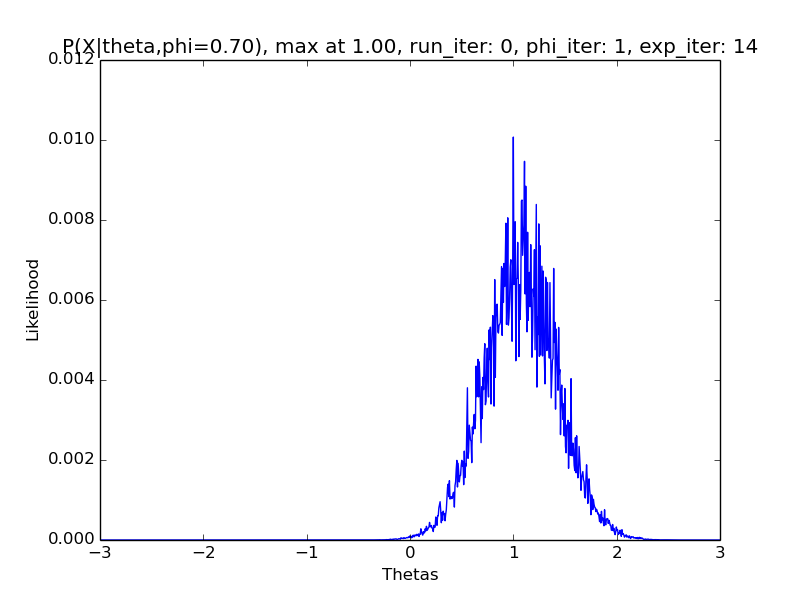 P(X|theta,phi=0.70), max at 1.00, run_iter: 0, phi_iter: 1, exp_iter: 14
0.012
0.010
0.008
0.006
0.004
0.002
0.000
Likelihood
−3 −2 −1 0 1 2 3
Thetas